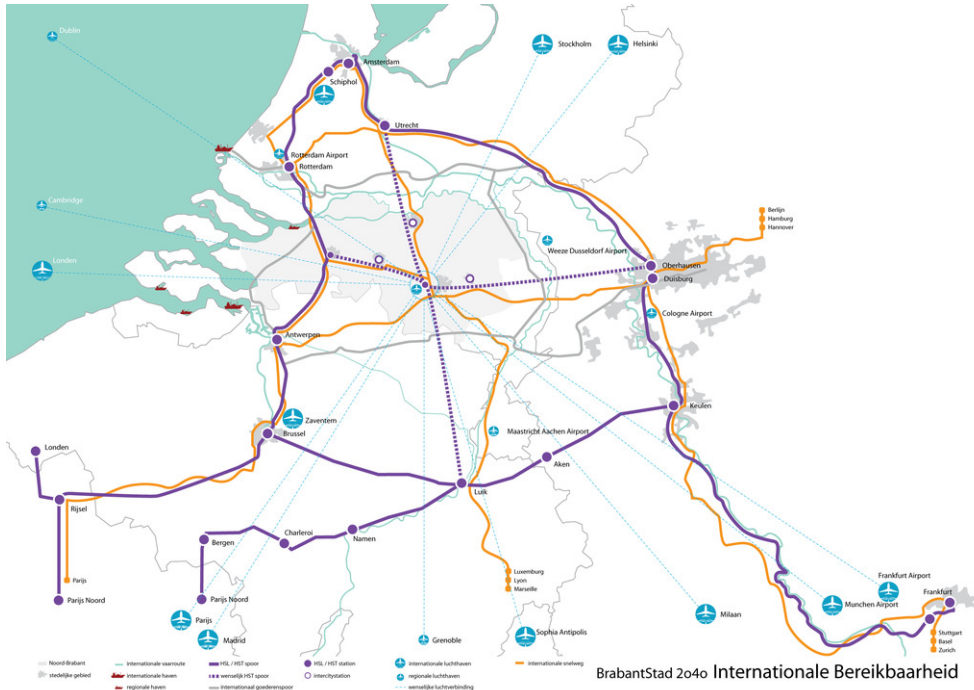 Dublin
Stockholm
Helsinki
Amsterdam
Schiphol
Utrecht
Rotterdam Airport
Rotterdam
Cambridge
Berlijn
Hamburg
Hannover
Weeze Dusseldorf Airport
Londen
Oberhausen
Duisburg
Cologne Airport
Antwerpen
Keulen
Zaventem
Brussel
Maastricht Aachen Airport
Londen
Aken
Luik
Rijsel
Charleroi
Namen
Bergen
Parijs
Parijs Noord
Parijs Noord
Luxemburg
Lyon
Marseille
Frankfurt Airport
Frankfurt
Munchen Airport
Milaan
Parijs
Madrid
Grenoble
Sophia Antipolis
Stuttgart
Basel
Zurich
Noord-Brabant
stedelijke gebied
internationale vaarroute
internationale haven
regionale haven
HSL / HST spoor
wenselijk HST spoor
internationaal goederenspoor
HSL / HST station
intercitystation
internationale luchthaven
regionale luchthaven
wenselijke luchtverbinding
internationale snelweg
BrabantStad 2040 Internationale Bereikbaarheid